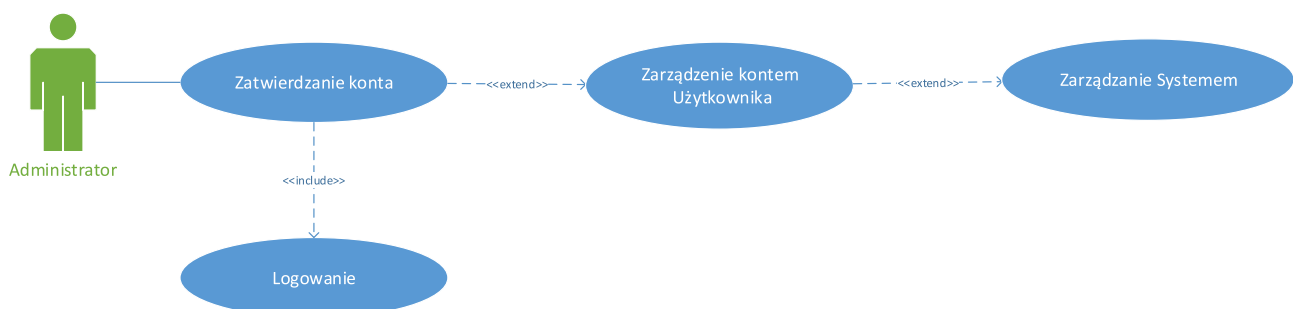 Zatwierdzanie konta
<<extend>>
Zarządzenie kontem
Użytkownika
<<extend>>
Zarządzanie Systemem
Administrator
<<include>>
Logowanie